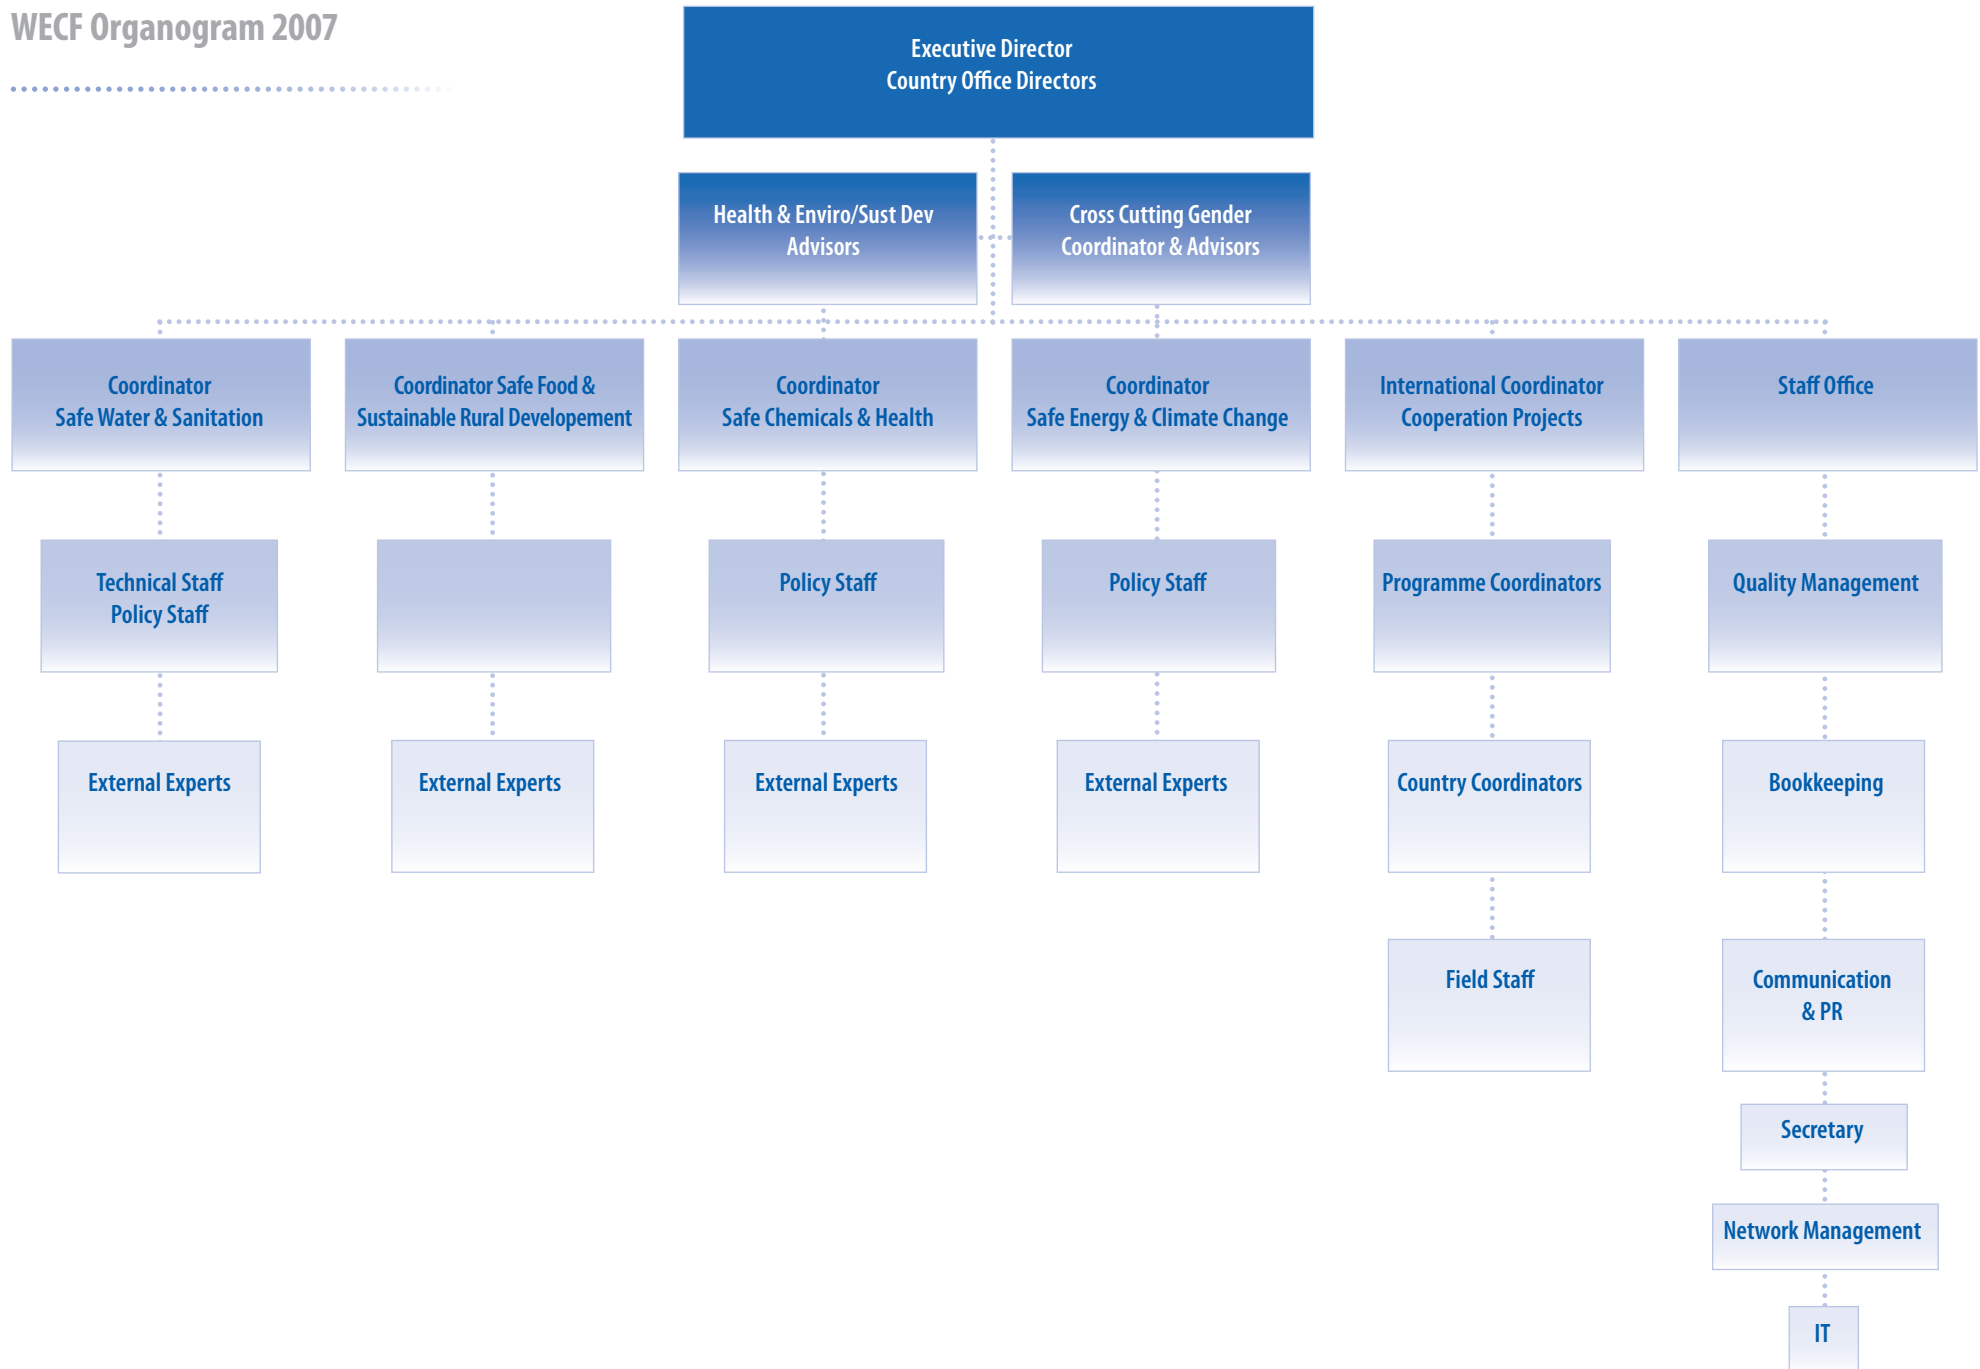 WECF Organogram 2007
Executive Director
Country Office Directors
Health & Enviro/Sust Dev
Advisors
Cross Cutting Gender
Coordinator & Advisors
Coordinator
Safe Water & Sanitation
Coordinator Safe Food &
Sustainable Rural Developement
Coordinator
Safe Chemicals & Health
Coordinator
Safe Energy & Climate Change
International Coordinator
Cooperation Projects
Staff Office
Technical Staff
Policy Staff
Policy Staff
Policy Staff
Programme Coordinators
Quality Management
External Experts
External Experts
External Experts
External Experts
Country Coordinators
Bookkeeping
Field Staff
Communication
& PR
Secretary
Network Management
IT